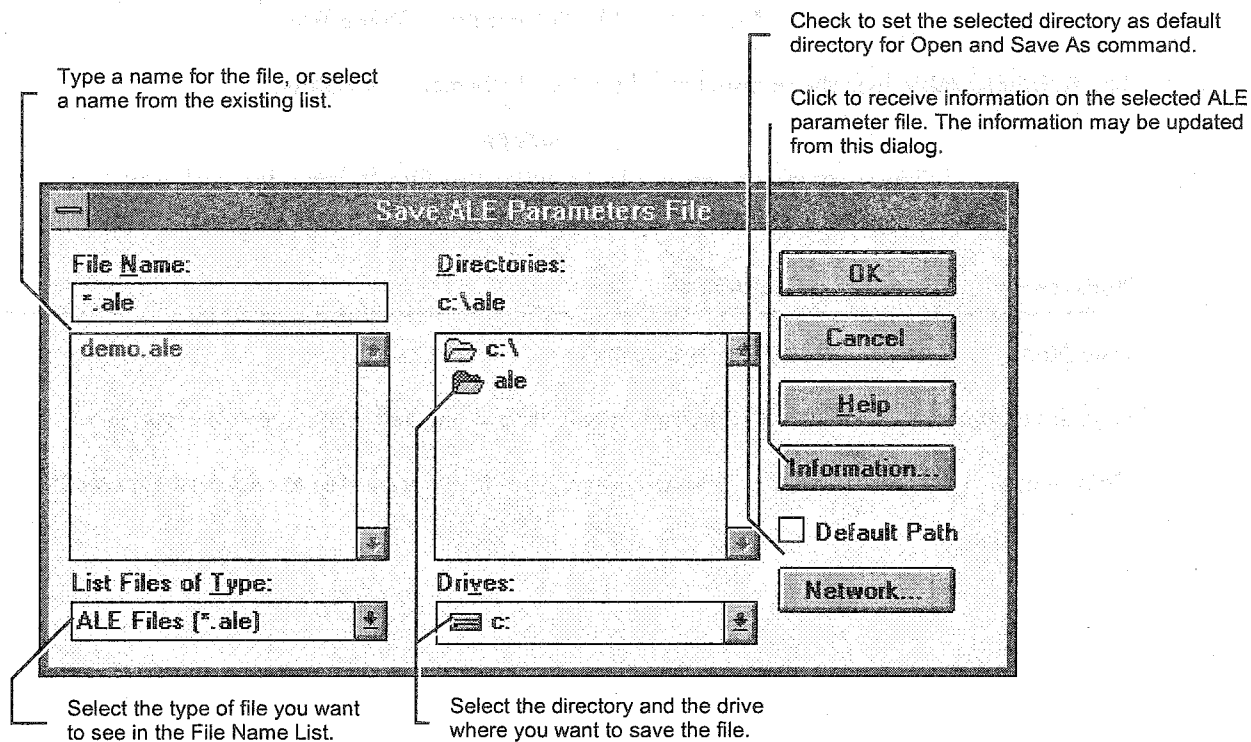 Check to set the selected directory as default
directory for Open and Save As command.
Type a name for the file, or select
a name from the existing list.
Click to receive information on the selected ALE
parameter file. The information may be updated
from this dialog.
Save ALE Parameters File
File Name:
*.ale
demo.ale
List Files of Type:
ALE Files (*.ale)
Directories:
c:\ale
c:\
ale
Drives:
c:
OK
Cancel
Help
Information...
Default Path
Network...
Select the type of file you want
to see in the File Name List.
Select the directory and the drive
where you want to save the file.